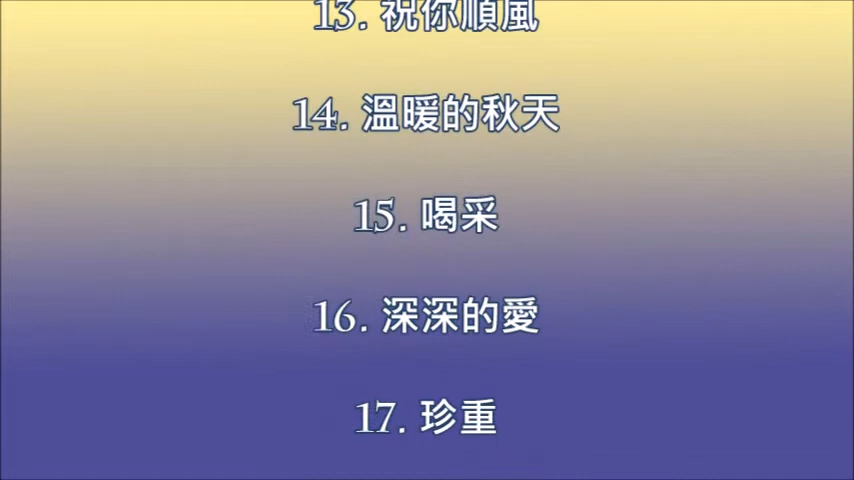 13. 祝你順風
14. 溫暖的秋天
15. 喝采
16. 深深的愛
17. 珍重